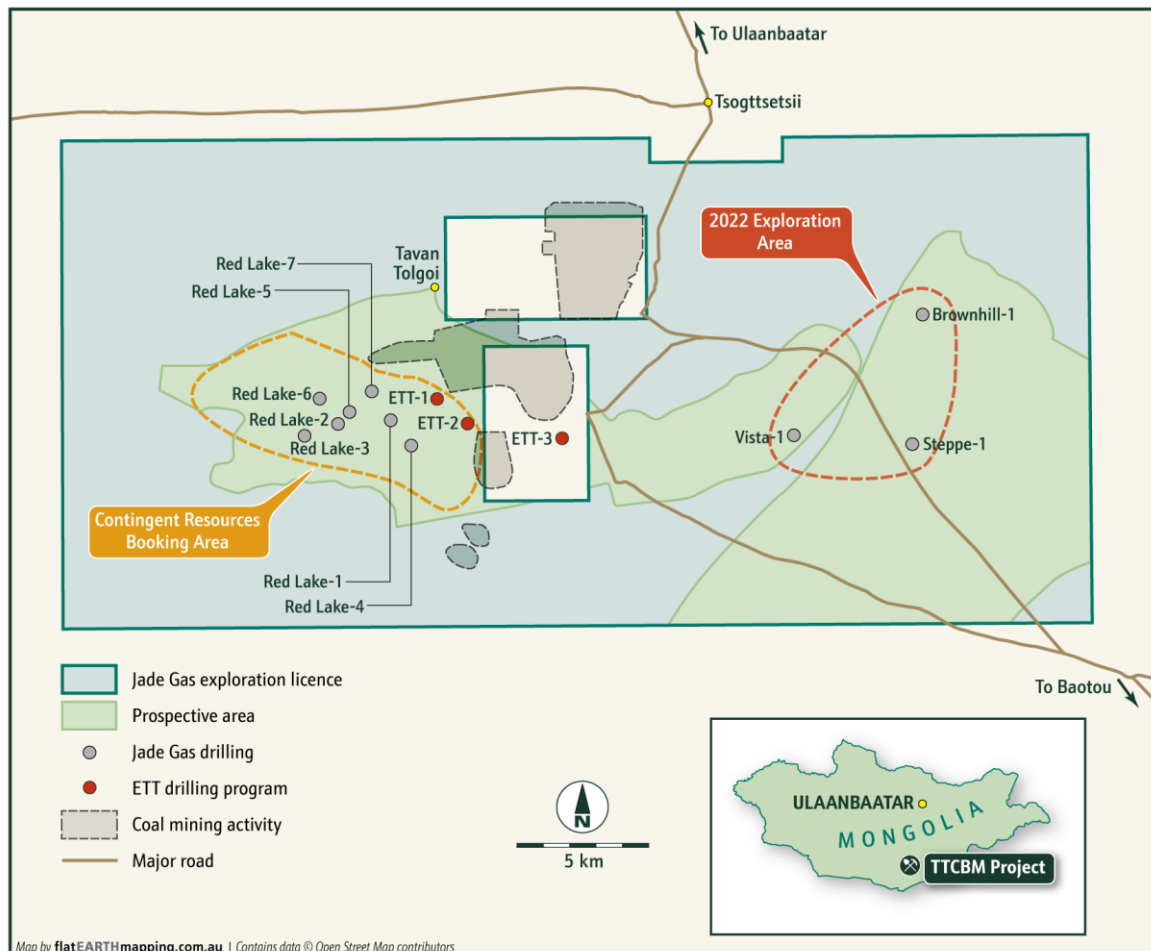 To Ulaanbaatar
Tsogttsetsii
2022 Exploration
Area
Tavan
Tolgoi
Red Lake-7
Red Lake-5
Brownhill-1
Red Lake-6
ETT-1
Red Lake-2
ETT-2
Red Lake-3
ETT-3
Vista-1
Steppe-1
Contingent Resources
Booking Area
Red Lake-1
Red Lake-4
To Baotou
Jade Gas exploration licence
Prospective area
Jade Gas drilling
ETT drilling program
Coal mining activity
Major road
N
5 km
ULAANBAATAR
MONGOLIA
TTCBM Project
Map by flatEARTHmapping.com.au | Contains data © Open Street Map contributors